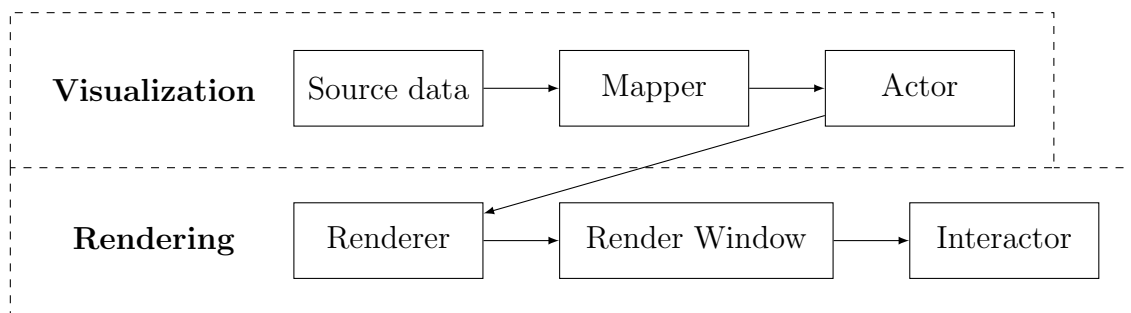 Visualization Source data Mapper Actor
Rendering Renderer Render Window Interactor